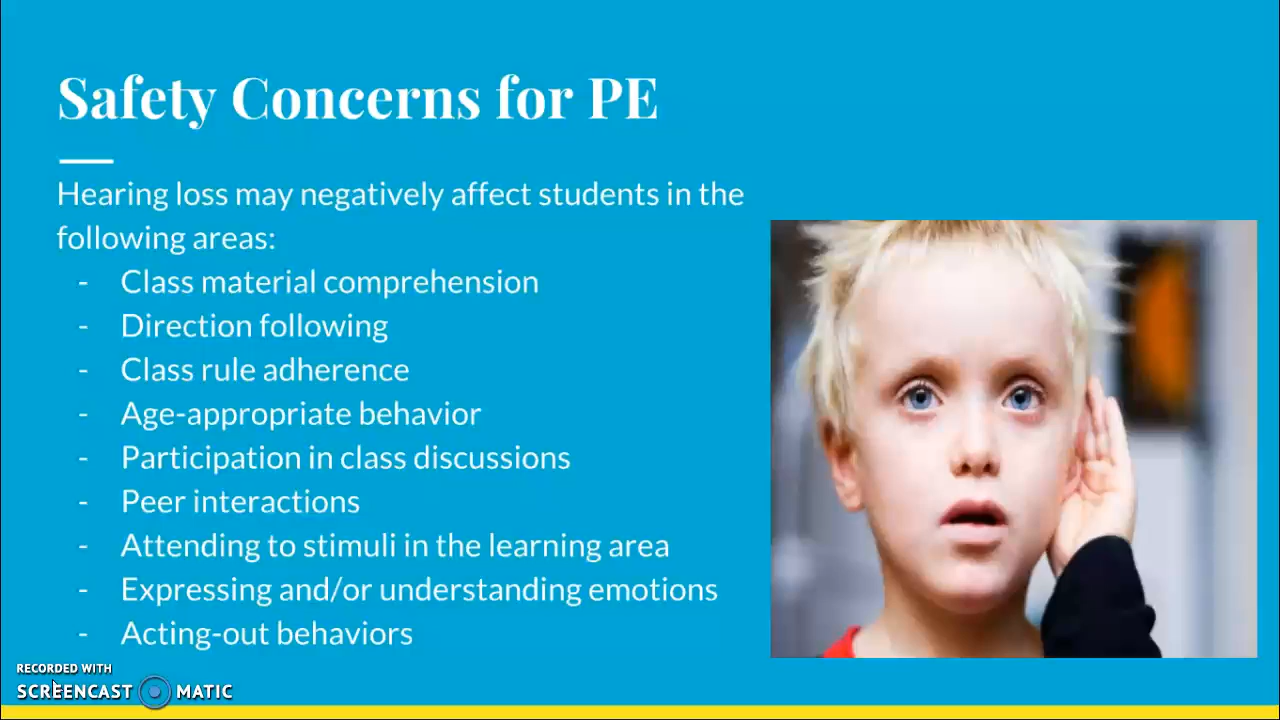 Safety Concerns for PE
Hearing loss may negatively affect students in the
following areas:
- Class material comprehension
- Direction following
- Class rule adherence
- Age-appropriate behavior
- Participation in class discussions
- Peer interactions
- Attending to stimuli in the learning area
- Expressing and/or understanding emotions
- Acting-out behaviors
RECORDED WITH
SCREENCAST MATIC